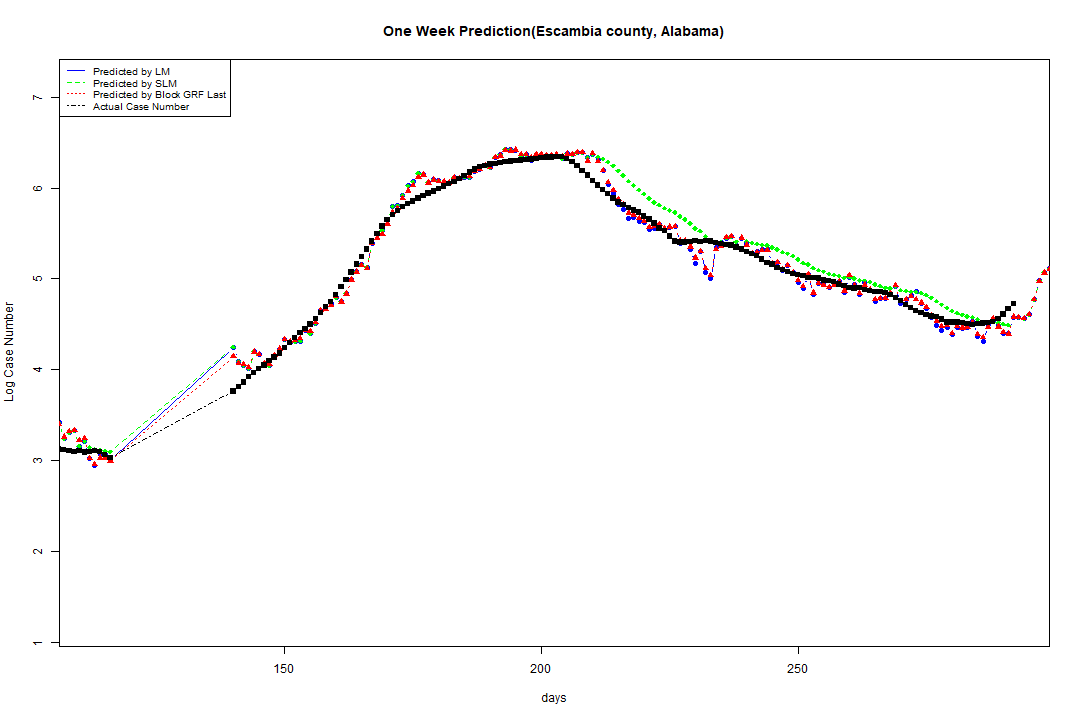 One Week Prediction(Escambia county, Alabama)
Predicted by LM
Predicted by SLM
Predicted by Block GRF Last
Actual Case Number
7
6
5
4
3
2
1
Log Case Number
150
200
250
days